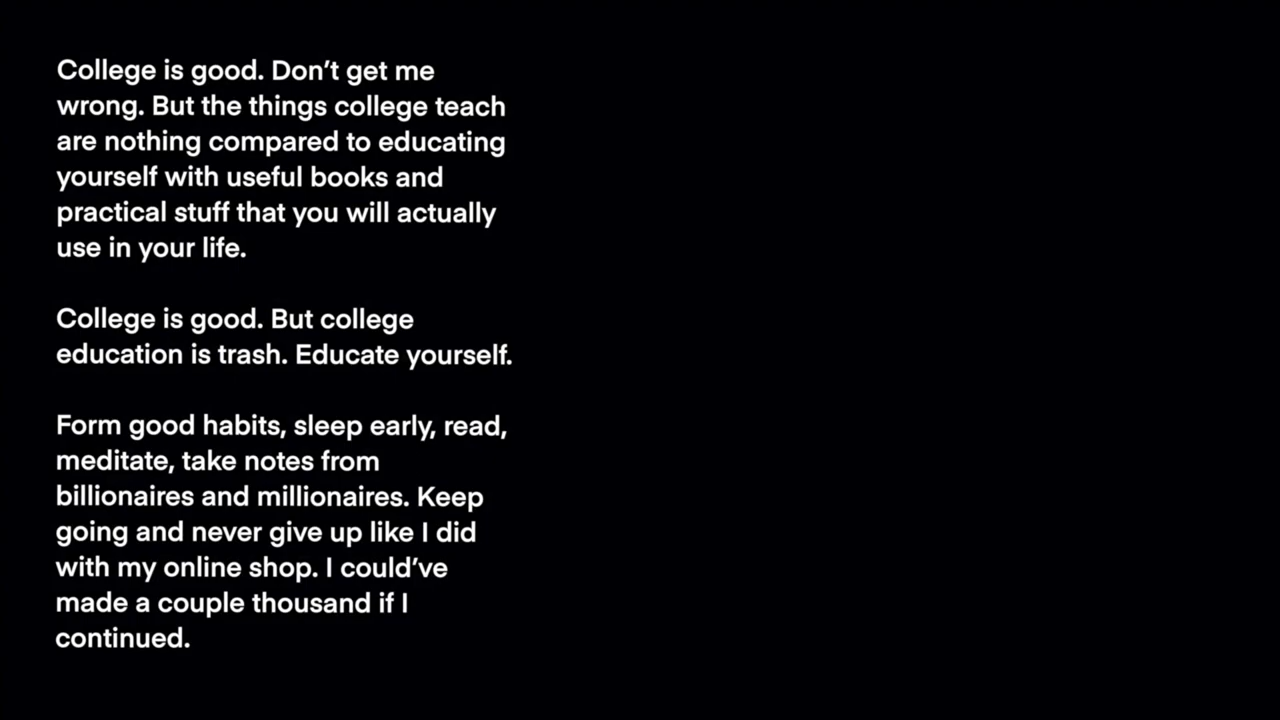 College is good. Don’t get me
wrong. But the things college teach
are nothing compared to educating
yourself with useful books and
practical stuff that you will actually
use in your life.
College is good. But college
education is trash. Educate yourself.
Form good habits, sleep early, read,
meditate, take notes from
billionaires and millionaires. Keep
going and never give up like I did
with my online shop. I could’ve
made a couple thousand if I
continued.